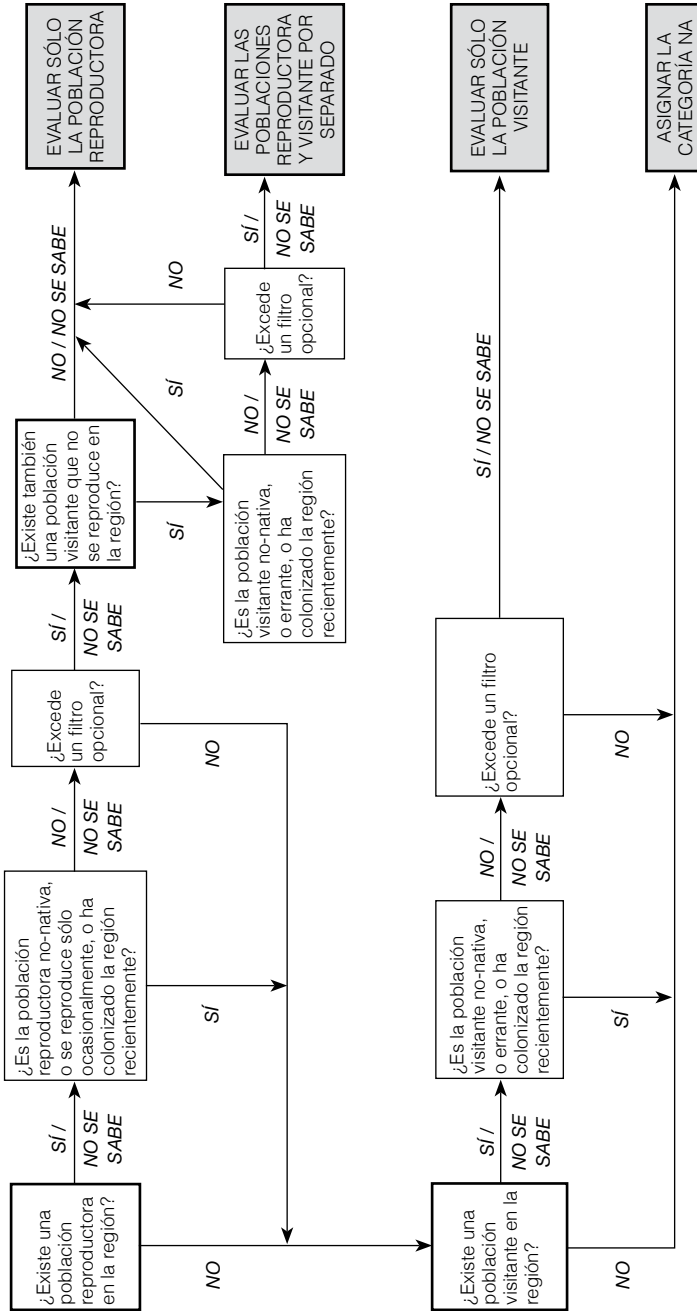 ¿Existe una
población
reproductora
en la región?
SÍ /
NO SE
SABE
¿Es la población
reproductora no-nativa,
o se reproduce sólo
ocasionalmente, o ha
colonizado la región
recientemente?
NO /
NO SE
SABE
¿Excede
un filtro
opcional?
SÍ /
NO SE
SABE
¿Existe también
una población
visitante que no
se reproduce en
la región?
NO / NO SE SABE
EVALUAR SÓLO
LA POBLACIÓN
REPRODUCTORA
NO
SÍ
NO
SÍ
SÍ
NO
¿Es la población
visitante no-nativa,
o errante, o ha
colonizado la región
recientemente?
NO /
NO SE
SABE
¿Excede
un filtro
opcional?
SÍ /
NO SE
SABE
EVALUAR LAS
POBLACIONES
REPRODUCTORA
Y VISITANTE POR
SEPARADO
¿Existe una
población
visitante en la
región?
SÍ /
NO SE
SABE
¿Es la población
visitante no-nativa,
o errante, o ha
colonizado la región
recientemente?
NO /
NO SE
SABE
¿Excede un filtro
opcional?
SÍ / NO SE SABE
EVALUAR SÓLO
LA POBLACIÓN
VISITANTE
NO
SÍ
NO
ASIGNAR LA
CATEGORÍA NA